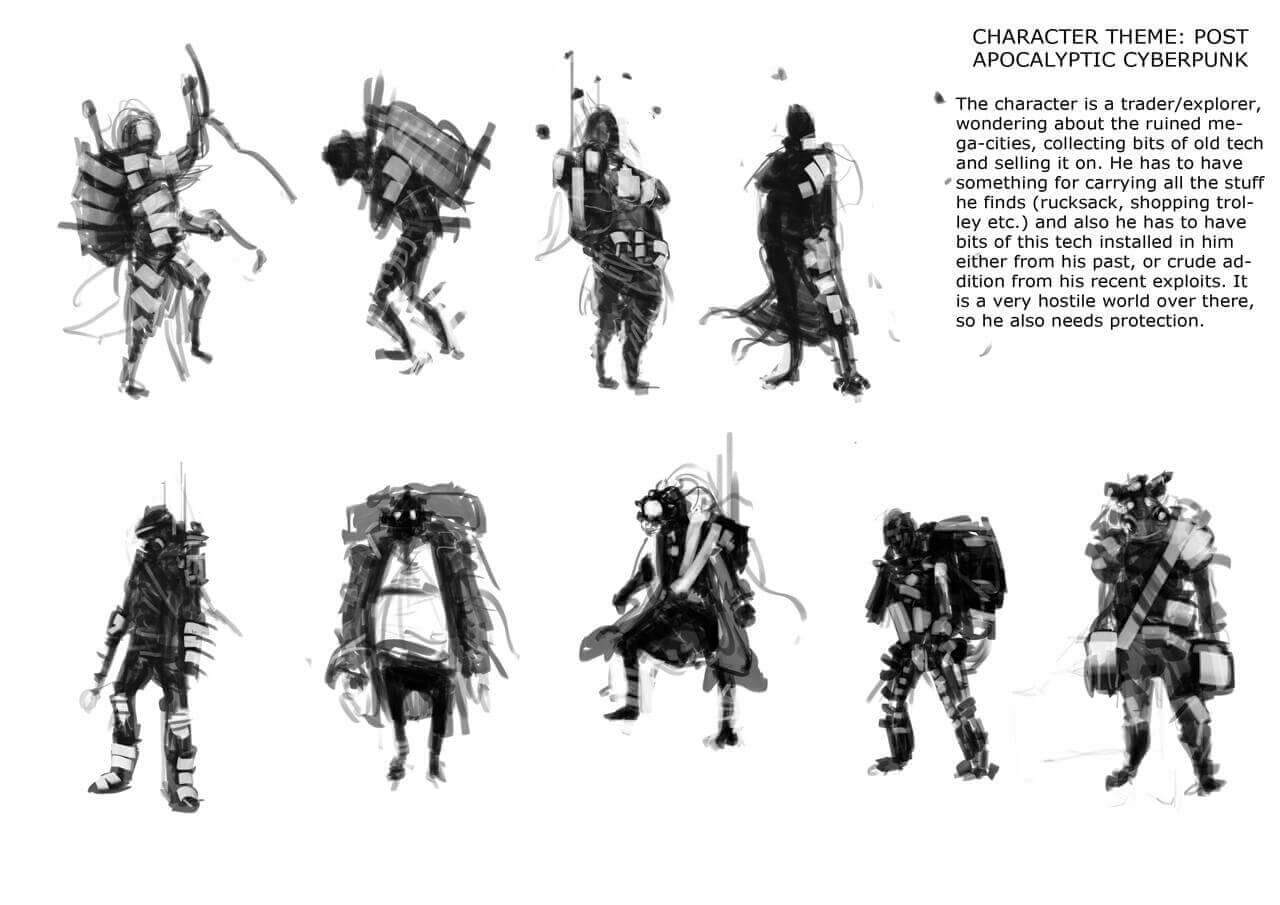 CHARACTER THEME: POST
APOCALYPTIC CYBERPUNK
The character is a trader/explorer,
wondering about the ruined me-
ga-cities, collecting bits of old tech
and selling it on. He has to have
something for carrying all the stuff
he finds (rucksack, shopping trol-
ley etc.) and also he has to have
bits of this tech installed in him
either from his past, or crude ad-
dition from his recent exploits. It
is a very hostile world over there,
so he also needs protection.